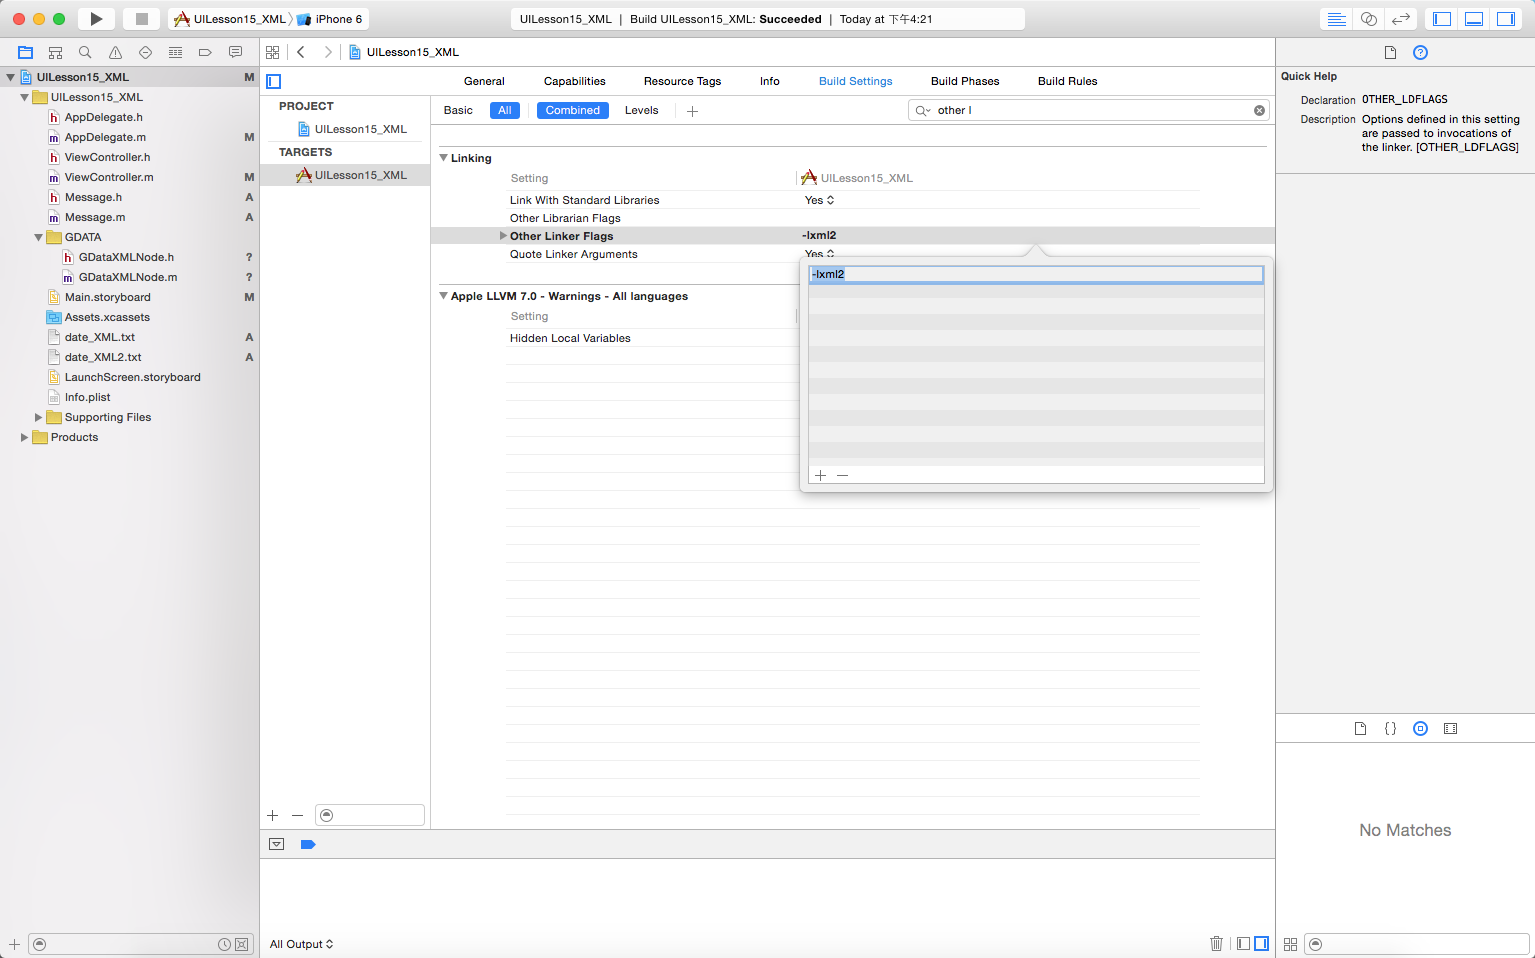 UILesson15_XML
iPhone 6
UILesson15_XML | Build UILesson15_XML: Succeeded | Today at 下午4:21
UILesson15_XML
UILesson15_XML M
UILesson15_XML
AppDelegate.h
AppDelegate.m M
ViewController.h
ViewController.m M
Message.h A
Message.m A
GDATA
GDataXMLNode.h ?
GDataXMLNode.m ?
Main.storyboard M
Assets.xcassets
date_XML.txt A
date_XML2.txt A
LaunchScreen.storyboard
Info.plist
Supporting Files
Products
General Capabilities Resource Tags Info Build Settings Build Phases Build Rules
PROJECT
UILesson15_XML
TARGETS
UILesson15_XML
Basic All Combined Levels +
other l
Linking
Setting UILesson15_XML
Link With Standard Libraries Yes
Other Librarian Flags
Other Linker Flags -lxml2
Quote Linker Arguments Yes
-lxml2
Apple LLVM 7.0 - Warnings - All languages
Setting
Hidden Local Variables
All Output
Quick Help
Declaration OTHER_LDFLAGS
Description Options defined in this setting
are passed to invocations of
the linker. [OTHER_LDFLAGS]
{}
No Matches